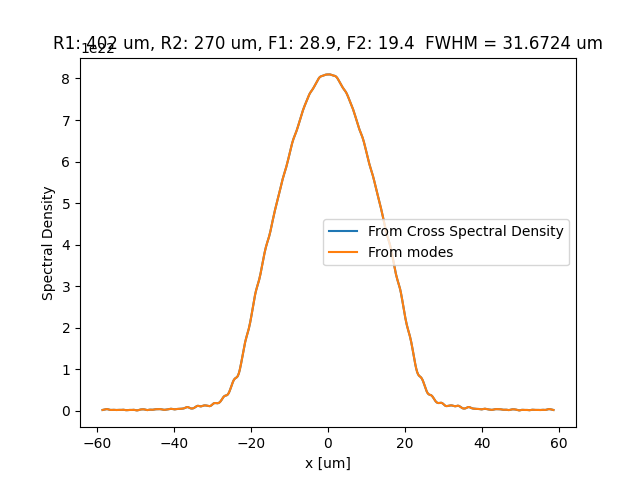 R1: 402 um, R2: 270 um, F1: 28.9, F2: 19.4  FWHM = 31.6724 um
1e22
8
7
6
5
4
3
2
1
0
Spectral Density
From Cross Spectral Density
From modes
−60 −40 −20 0 20 40 60
x [um]